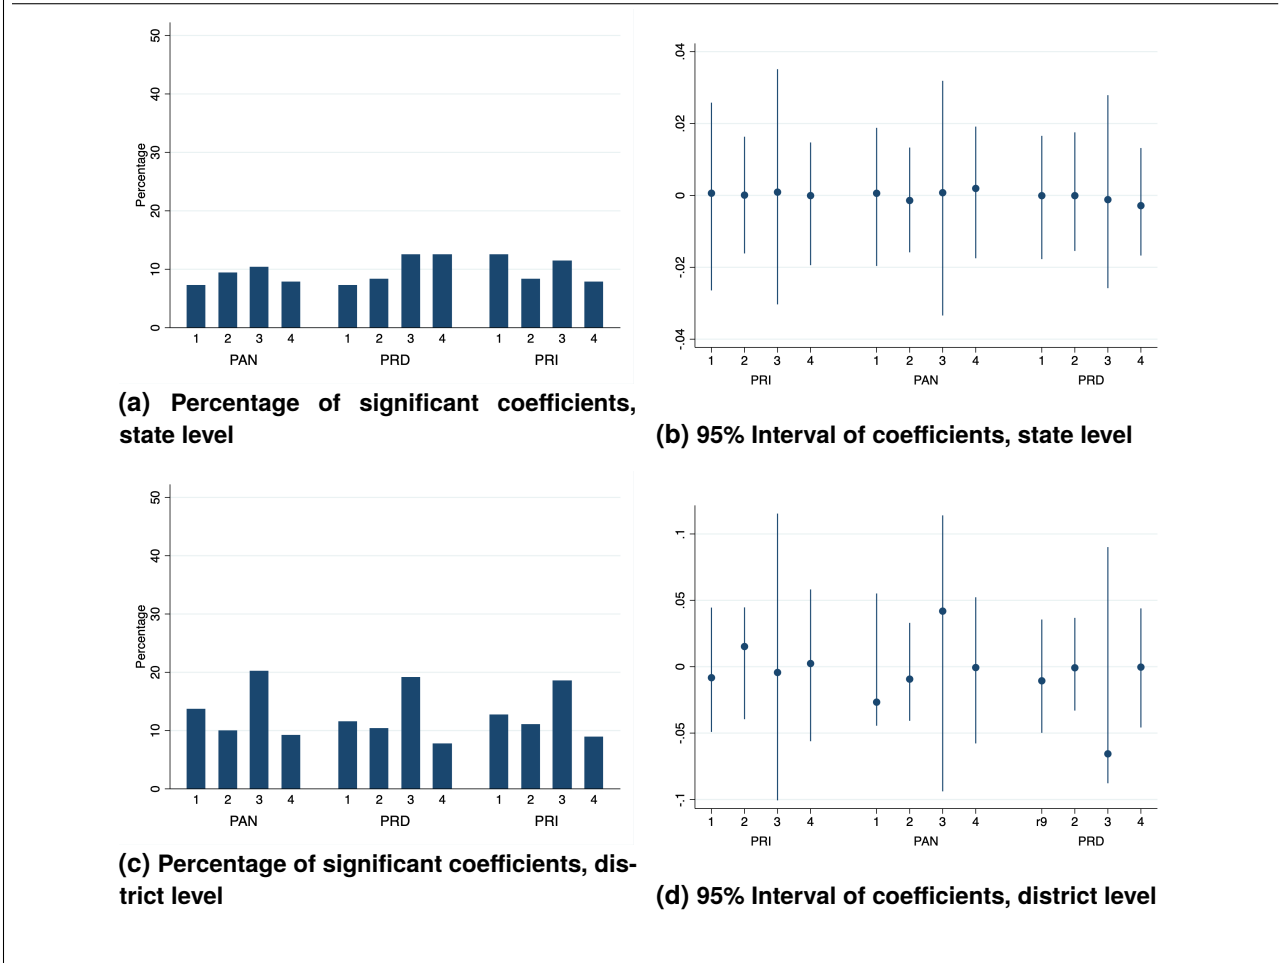 50
40
30
20
10
0
Percentage
1 2 3 4 1 2 3 4 1 2 3 4
PAN PRD PRI
(a) Percentage of significant coefficients,
state level
.04
.02
0
-.02
-.04
1 2 3 4 1 2 3 4 1 2 3 4
PRI PAN PRD
(b) 95% Interval of coefficients, state level
50
40
30
20
10
0
Percentage
1 2 3 4 1 2 3 4 1 2 3 4
PAN PRD PRI
(c) Percentage of significant coefficients, dis-
trict level
.1
.05
0
-.05
-.1
1 2 3 4 1 2 3 4 r9 2 3 4
PRI PAN PRD
(d) 95% Interval of coefficients, district level